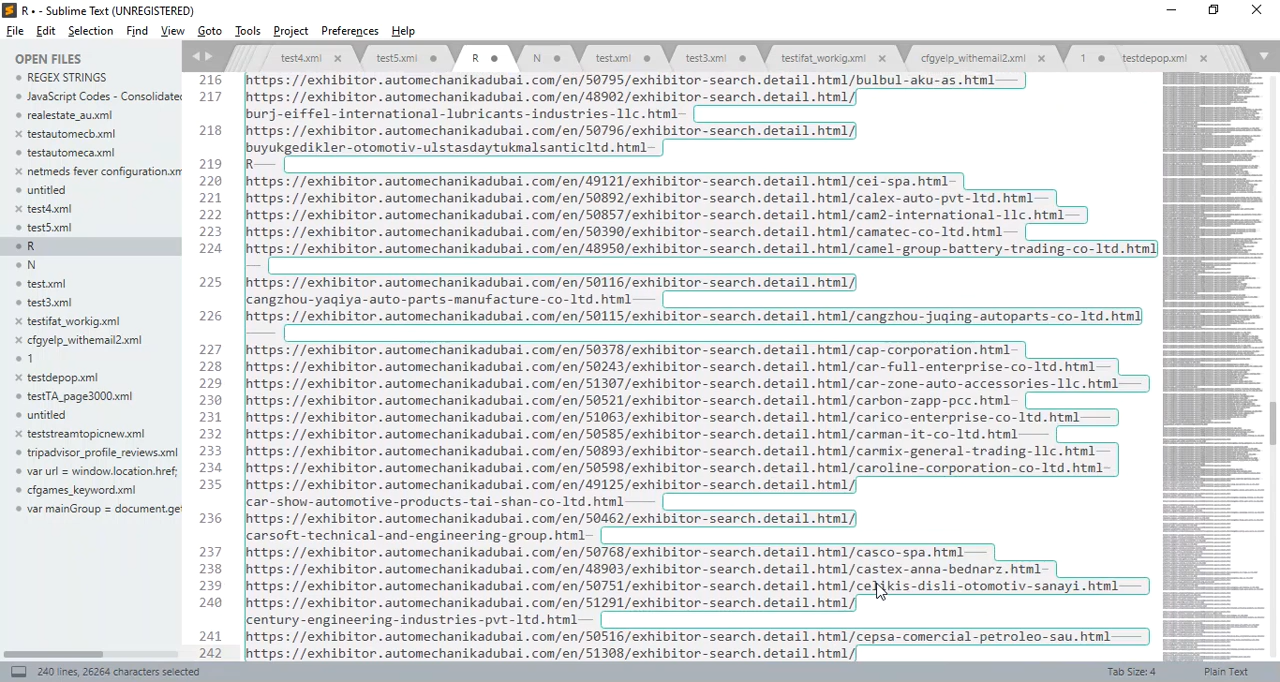 R • - Sublime Text (UNREGISTERED)
File Edit Selection Find View Goto Tools Project Preferences Help
OPEN FILES
REGEX STRINGS
JavaScript Codes - Consolidated
realestate_au.xml
testautomecb.xml
testautomeca.xml
netmeds fever configuration.xm
untitled
test4.xml
test5.xml
R
N
test.xml
test3.xml
testifat_workig.xml
cfgyelp_withemail2.xml
1
testdepop.xml
testTA_page3000.xml
untitled
teststreamtopicnew.xml
tripadvisor_profile_reviews.xml
var url = window.location.href;
cfgames_keyword.xml
var mainGroup = document.get
test4.xml test5.xml R N test.xml test3.xml testifat_workig.xml cfgyelp_withemail2.xml 1 testdepop.xml
216 https://exhibitor.automechanikadubai.com/en/50795/exhibitor-search.detail.html/bulbul-aku-as.html
217 https://exhibitor.automechanikadubai.com/en/48902/exhibitor-search.detail.html/
burj-eiffel-international-lubricants-industries-llc.html
218 https://exhibitor.automechanikadubai.com/en/50796/exhibitor-search.detail.html/
buyukgedikler-otomotiv-ulstasdaytukmalsanticltd.html
219 R
220 https://exhibitor.automechanikadubai.com/en/49121/exhibitor-search.detail.html/cei-spa.html
221 https://exhibitor.automechanikadubai.com/en/50892/exhibitor-search.detail.html/calex-auto-pvt-ltd.html
222 https://exhibitor.automechanikadubai.com/en/50857/exhibitor-search.detail.html/cam2-international-llc.html
223 https://exhibitor.automechanikadubai.com/en/50390/exhibitor-search.detail.html/camatec-co-ltd.html
224 https://exhibitor.automechanikadubai.com/en/48950/exhibitor-search.detail.html/camel-group-battery-trading-co-ltd.html
225 https://exhibitor.automechanikadubai.com/en/50116/exhibitor-search.detail.html/
cangzhou-yaqiya-auto-parts-manufacture-co-ltd.html
226 https://exhibitor.automechanikadubai.com/en/50115/exhibitor-search.detail.html/cangzhou-juqing-autoparts-co-ltd.html
227 https://exhibitor.automechanikadubai.com/en/50378/exhibitor-search.detail.html/cap-corporation.html
228 https://exhibitor.automechanikadubai.com/en/50243/exhibitor-search.detail.html/car-full-enterprise-co-ltd.html
229 https://exhibitor.automechanikadubai.com/en/51307/exhibitor-search.detail.html/car-zone-auto-accesories-llc.html
230 https://exhibitor.automechanikadubai.com/en/50521/exhibitor-search.detail.html/carbon-zapp-pcc.html
231 https://exhibitor.automechanikadubai.com/en/51063/exhibitor-search.detail.html/carico-enterprise-co-ltd.html
232 https://exhibitor.automechanikadubai.com/en/50583/exhibitor-search.detail.html/carman-it-co-ltd.html
233 https://exhibitor.automechanikadubai.com/en/50893/exhibitor-search.detail.html/carmix-general-trading-llc.html
234 https://exhibitor.automechanikadubai.com/en/50598/exhibitor-search.detail.html/caroline-corporation-co-ltd.html
235 https://exhibitor.automechanikadubai.com/en/49127/exhibitor-search.detail.html/
car-show-automotive-a-products-manufacturing-ltd.html
236 https://exhibitor.automechanikadubai.com/en/50462/exhibitor-search.detail.html/
carsoft-technical-and-engineering-group.html
237 https://exhibitor.automechanikadubai.com/en/50708/exhibitor-search.detail.html/casco-spa.html
238 https://exhibitor.automechanikadubai.com/en/48993/exhibitor-search.detail.html/castex-anna-bednarz.html
239 https://exhibitor.automechanikadubai.com/en/51151/exhibitor-search.detail.html/
240 https://exhibitor.automechanikadubai.com/en/51291/exhibitor-search.detail.html/
century-engineering-industries-pvt-ltd.html
241 https://exhibitor.automechanikadubai.com/en/50391/exhibitor-search.detail.html/cepsa-comercial-petroleo-sau.html
242 https://exhibitor.automechanikadubai.com/en/51308/exhibitor-search.detail.html/
240 lines, 26264 characters selected Tab Size: 4 Plain Text